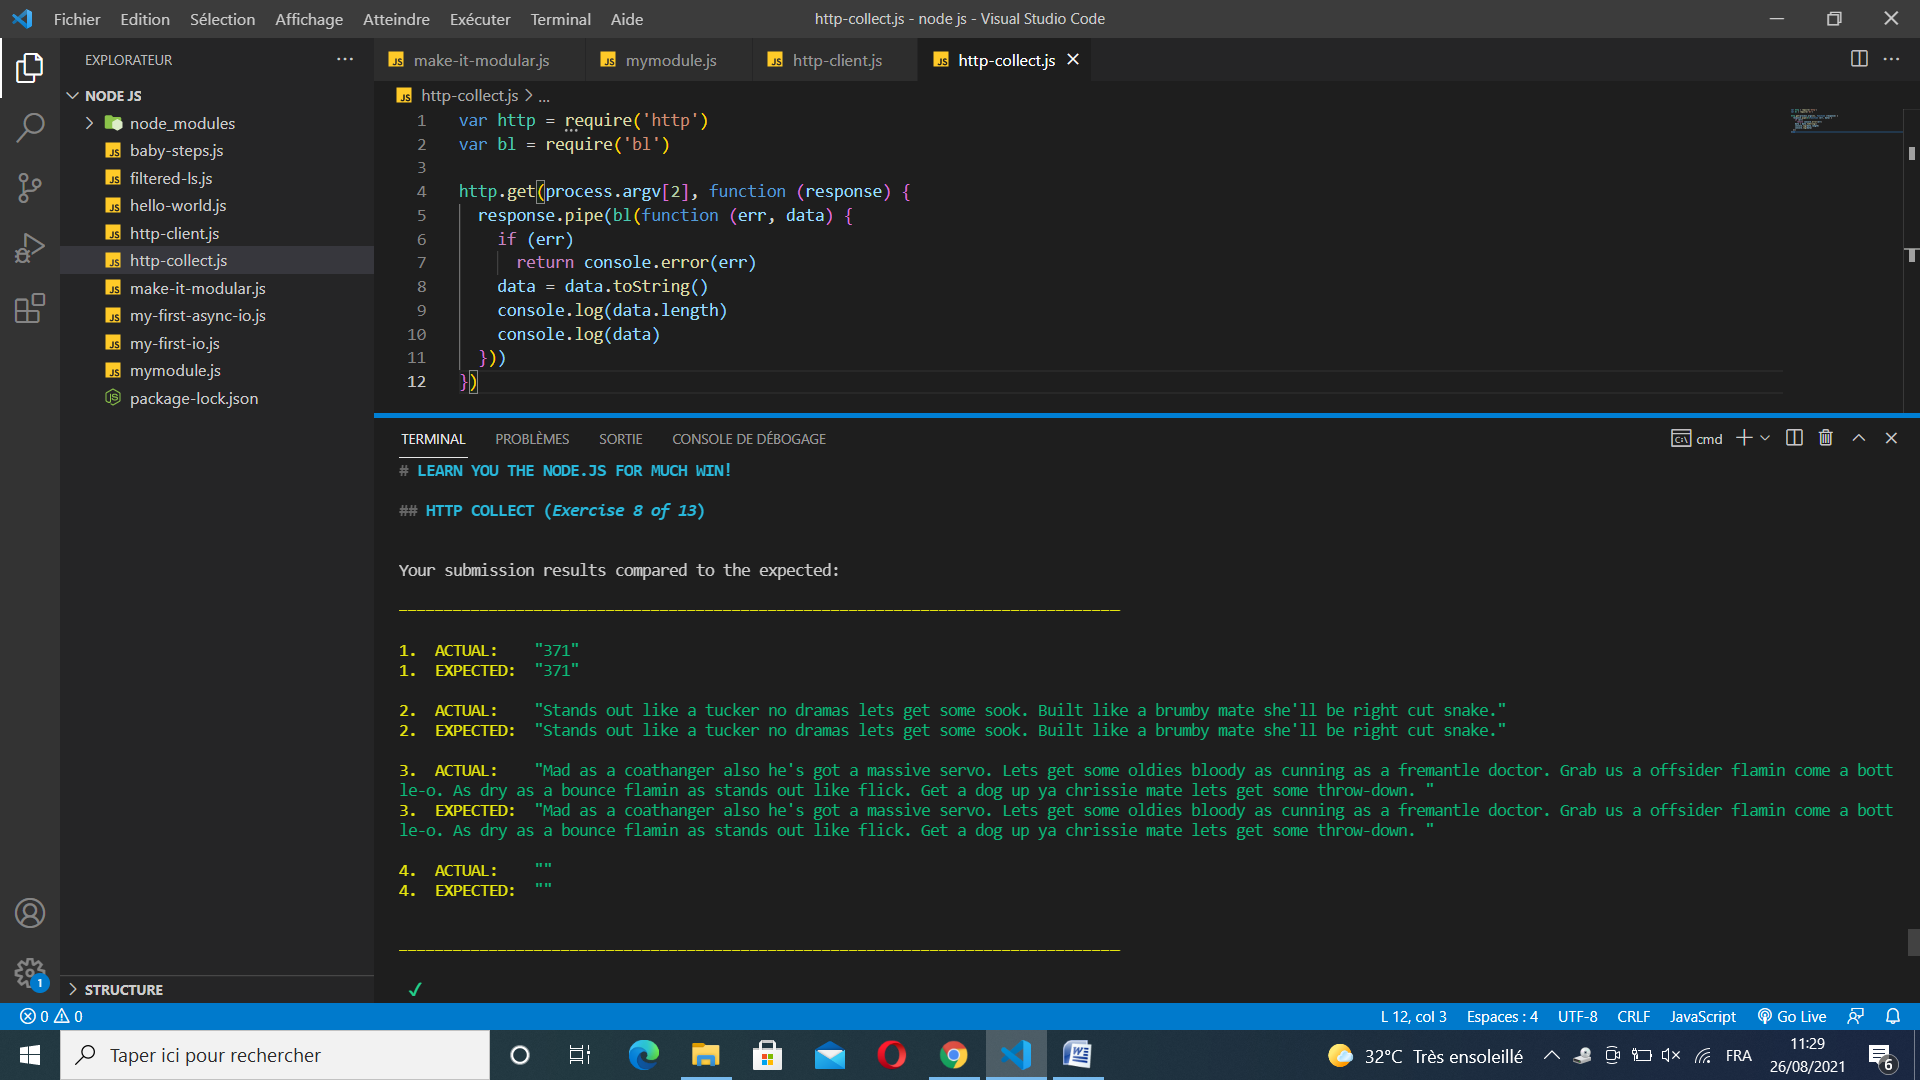 Fichier Edition Sélection Affichage Atteindre Exécuter Terminal Aide
http-collect.js - node js - Visual Studio Code
EXPLORATEUR
NODE JS
node_modules
baby-steps.js
filtered-ls.js
hello-world.js
http-client.js
http-collect.js
make-it-modular.js
my-first-async-io.js
my-first-io.js
mymodule.js
package-lock.json
STRUCTURE
make-it-modular.js mymodule.js http-client.js http-collect.js
http-collect.js > ...
1 var http = require('http')
2 var bl = require('bl')
3
4 http.get(process.argv[2], function (response) {
5 response.pipe(bl(function (err, data) {
6 if (err)
7 return console.error(err)
8 data = data.toString()
9 console.log(data.length)
10 console.log(data)
11 }))
12 })
TERMINAL PROBLÈMES SORTIE CONSOLE DE DÉBOGAGE
cmd
# LEARN YOU THE NODE.JS FOR MUCH WIN!
## HTTP COLLECT (Exercise 8 of 13)
Your submission results compared to the expected:
1. ACTUAL: "371"
1. EXPECTED: "371"
2. ACTUAL: "Stands out like a tucker no dramas lets get some sook. Built like a brumby mate she'll be right cut snake."
2. EXPECTED: "Stands out like a tucker no dramas lets get some sook. Built like a brumby mate she'll be right cut snake."
3. ACTUAL: "Mad as a coathanger also he's got a massive servo. Lets get some oldies bloody as cunning as a fremantle doctor. Grab us a offsider flamin come a bott
le-o. As dry as a bounce flamin as stands out like flick. Get a dog up ya chrissie mate lets get some throw-down. "
3. EXPECTED: "Mad as a coathanger also he's got a massive servo. Lets get some oldies bloody as cunning as a fremantle doctor. Grab us a offsider flamin come a bott
le-o. As dry as a bounce flamin as stands out like flick. Get a dog up ya chrissie mate lets get some throw-down. "
4. ACTUAL: ""
4. EXPECTED: ""
✓
1
0 0
L 12, col 3 Espaces : 4 UTF-8 CRLF JavaScript Go Live
Taper ici pour rechercher
32°C Très ensoleillé
FRA
11:29
26/08/2021
6